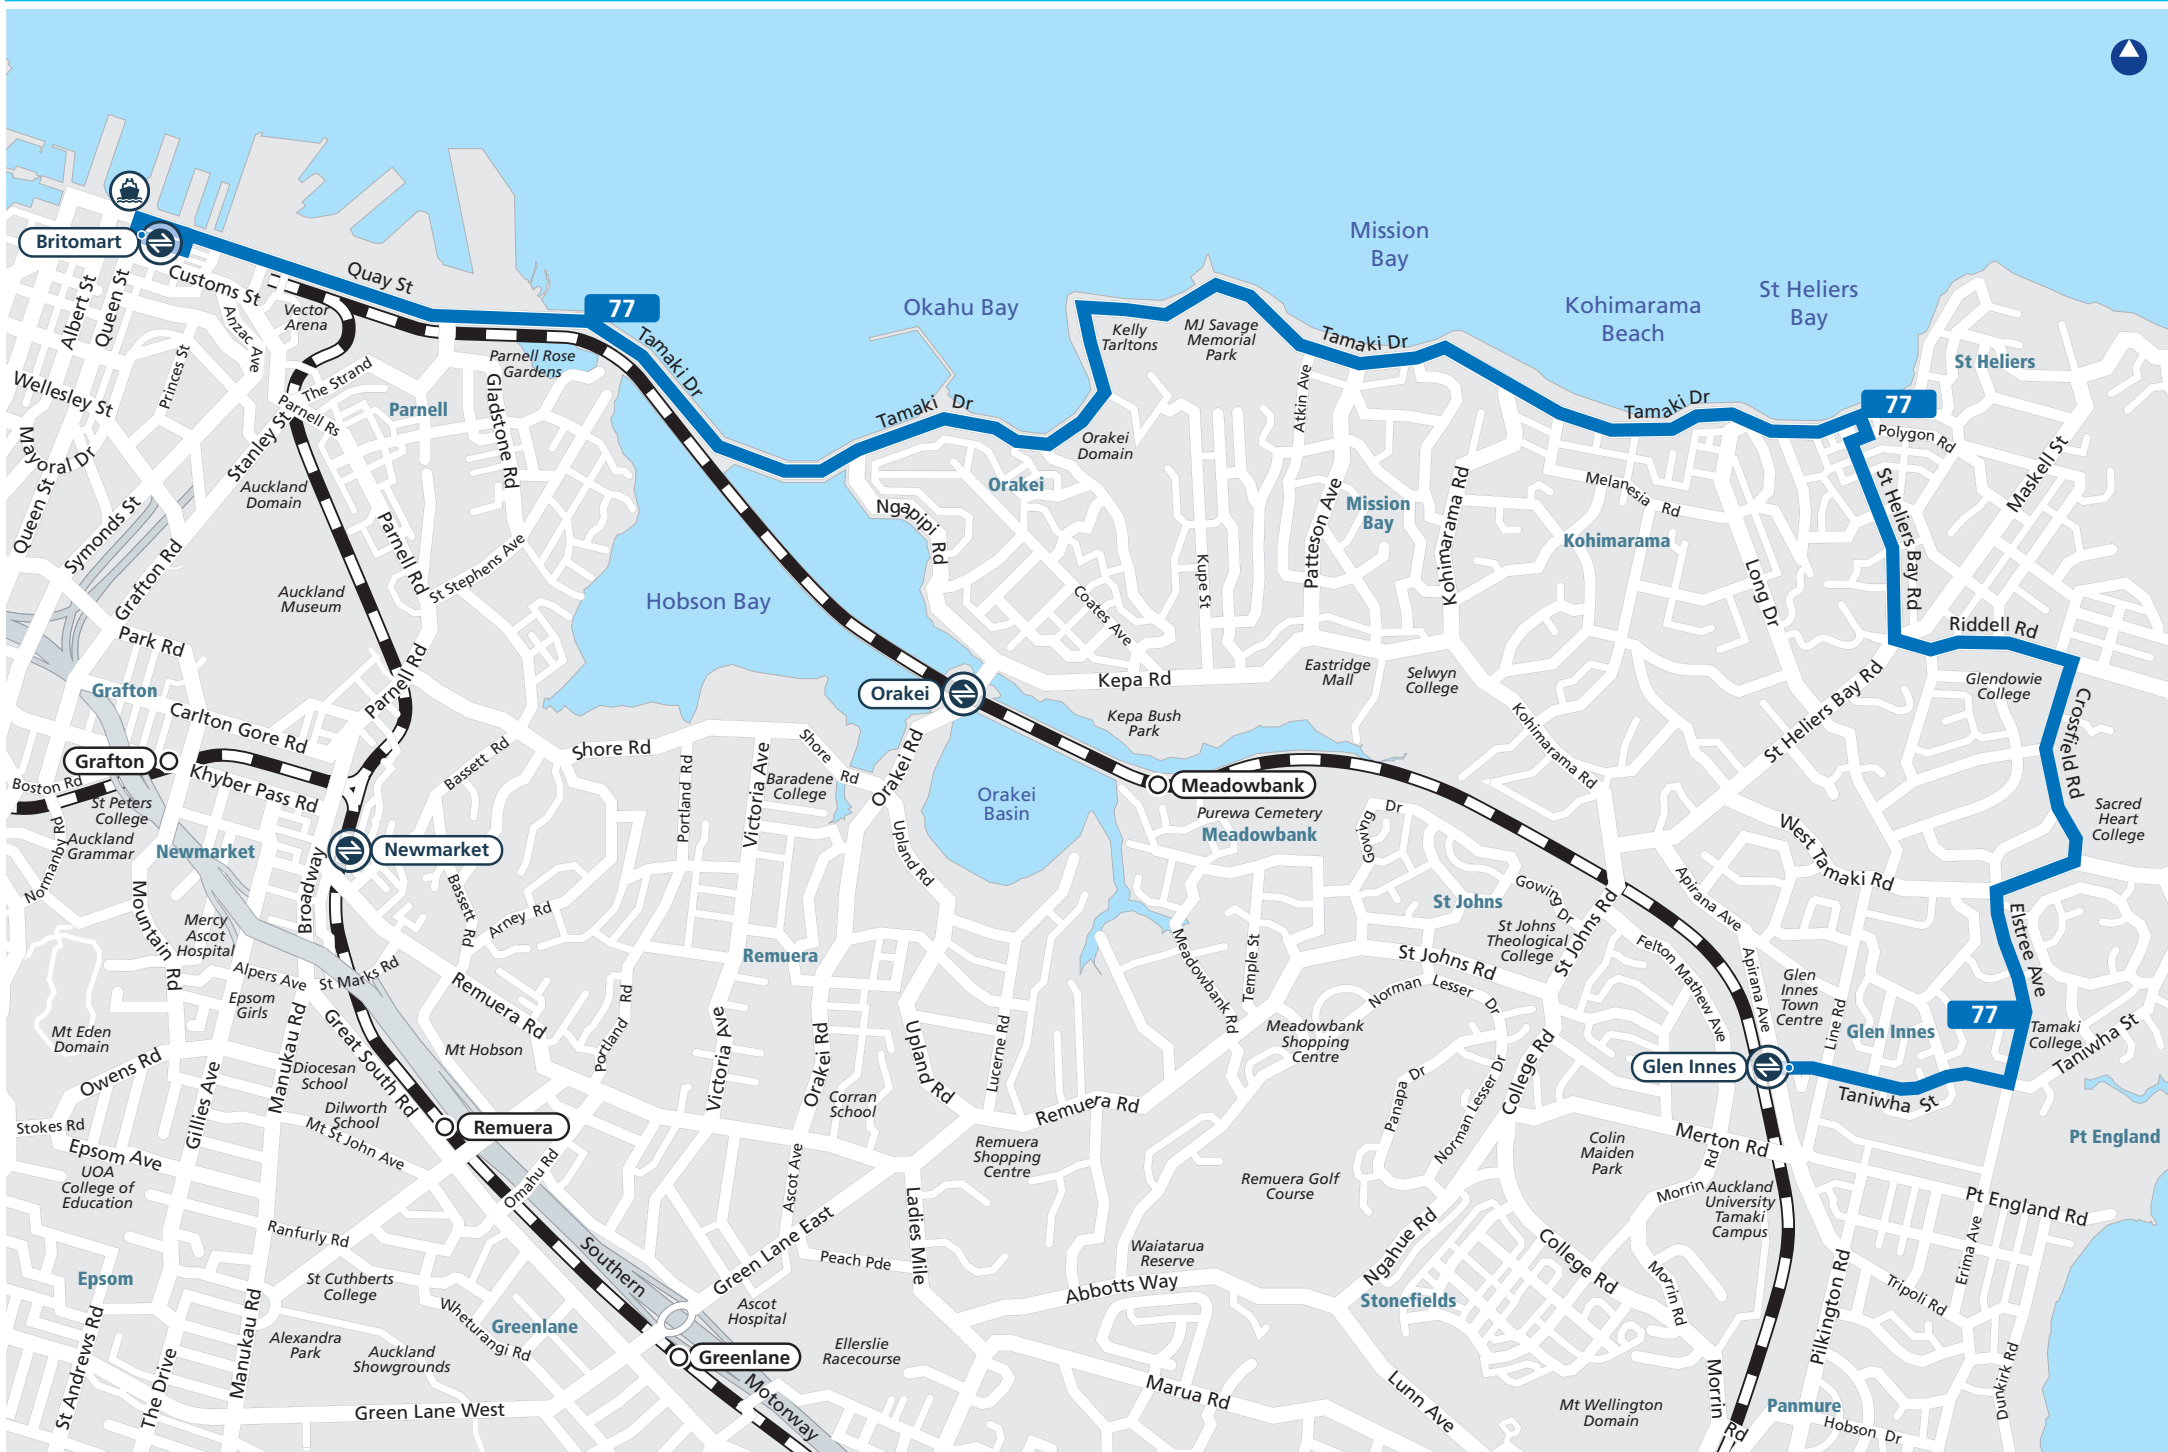 Mission
Bay
St Heliers
Bay
Kohimarama
Beach
Okahu Bay
Britomart
Quay St
Customs St
Albert St
Queen St
Vector
Arena
Anzac Ave
77
Tamaki Dr
Parnell Rose
Gardens
Kelly
Tarltons
MJ Savage
Memorial
Park
Tamaki Dr
St Heliers
77
Tamaki Dr
Tamaki Dr
Polygon Rd
Wellesley St
Princes St
The Strand
Parnell Rs
Parnell
Gladstone Rd
Stanley St
Mayoral Dr
Queen St
Symonds St
Auckland
Domain
Atkin Ave
Orakei
Domain
Orakei
Mission
Bay
Patteson Ave
Kohimarama Rd
Melanesia Rd
Kohimarama
St Heliers Bay Rd
Maskell St
Ngapipi Rd
Parnell Rd
St Stephens Ave
Grafton Rd
Auckland
Museum
Hobson Bay
Coates Ave
Kupe St
Long Dr
Riddell Rd
Park Rd
Grafton
Parnell Rd
Orakei
Kepa Rd
Eastridge
Mall
Selwyn
College
St Heliers Bay Rd
Glendowie
College
Crossfield Rd
Carlton Gore Rd
Grafton
Khyber Pass Rd
Boston Rd
St Peters
College
Auckland
Grammar
Normanby Rd
Newmarket
Newmarket
Bassett Rd
Shore Rd
Portland Rd
Victoria Ave
Shore Rd
Baradene
College
Orakei Rd
Kepa Bush
Park
Kohimarama Rd
Orakei
Basin
Meadowbank
Purewa Cemetery
Meadowbank
Gowing Dr
West Tamaki Rd
Sacred
Heart
College
Upland Rd
Broadway
Bassett Rd
Arney Rd
Mountain Rd
Mercy
Ascot
Hospital
St Johns
Gowing Dr
St Johns
Theological
College
St Johns Rd
Apirana Ave
Elstree Ave
Alpers Ave
St Marks Rd
Remuera
Remuera Rd
Meadowbank Rd
Temple St
St Johns Rd
Norman Lesser Dr
Felton Mathew Ave
Apirana Ave
Glen
Innes
Town
Centre
Line Rd
Glen Innes
77
Tamaki
College
Taniwha St
Epsom
Girls
Manukau Rd
Great South Rd
Mt Eden
Domain
Owens Rd
Mt Hobson
Portland Rd
Victoria Ave
Orakei Rd
Upland Rd
Lucerne Rd
Meadowbank
Shopping
Centre
College Rd
Glen Innes
Taniwha St
Diocesan
School
Dilworth
School
Gillies Ave
Stokes Rd
Epsom Ave
UOA
College of
Education
Mt St John Ave
Remuera
Corran
School
Remuera Rd
Panapa Dr
Norman Lesser Dr
Merton Rd
Pt England
Colin
Maiden
Park
Omahu Rd
Ascot Ave
Remuera
Shopping
Centre
Remuera Golf
Course
Morrin Rd
Auckland
University
Tamaki
Campus
Pt England Rd
Ranfurly Rd
Southern
Green Lane East
Peach Pde
Ladies Mile
Waiatarua
Reserve
Abbotts Way
Ngahue Rd
College Rd
Morrin Rd
Pilkington Rd
Tripoli Rd
Erima Ave
Epsom
St Cuthberts
College
Wheturangi Rd
Greenlane
Ascot
Hospital
Stonefields
St Andrews Rd
The Drive
Manukau Rd
Alexandra
Park
Auckland
Showgrounds
Greenlane
Ellerslie
Racecourse
Green Lane West
Motorway
Marua Rd
Lunn Ave
Mt Wellington
Domain
Morrin Rd
Panmure
Hobson Dr
Dunkirk Rd